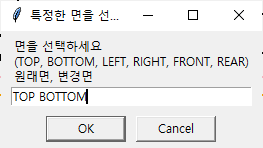 특정한 면을 선...
면을 선택하세요
(TOP, BOTTOM, LEFT, RIGHT, FRONT, REAR)
원래면, 변경면
TOP BOTTOM
OK Cancel